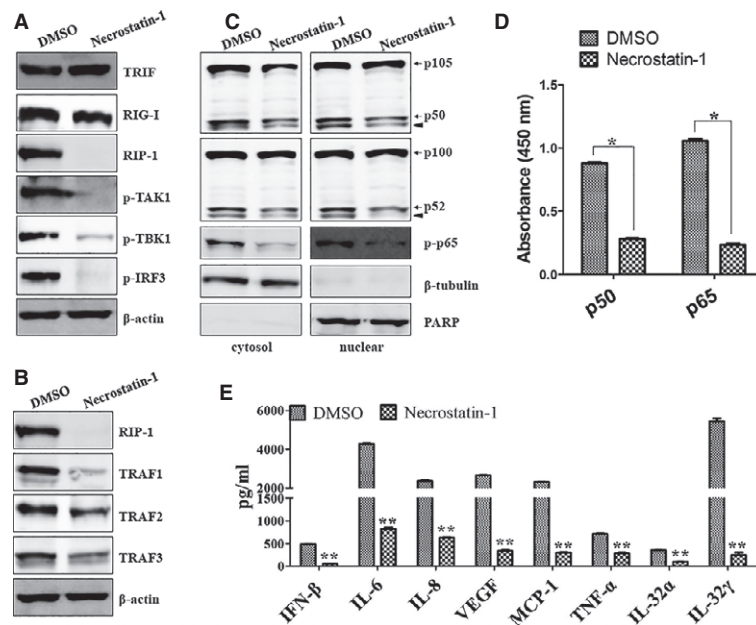 A
DMSO
Necrostatin-1
TRIF
RIG-I
RIP-1
p-TAK1
p-TBK1
p-IRF3
β-actin
B
DMSO
Necrostatin-1
RIP-1
TRAF1
TRAF2
TRAF3
β-actin
C
DMSO
Necrostatin-1
DMSO
Necrostatin-1
p105
p50
p100
p52
p-p65
β-tubulin
PARP
cytosol
nuclear
D
DMSO
Necrostatin-1
Absorbance (450 nm)
1.5
1.0
0.5
0.0
*
*
p50
p65
E
DMSO
Necrostatin-1
pg/ml
6000
4000
2000
1500
1000
500
0
**
**
**
**
**
**
**
**
IFN-β
IL-6
IL-8
VEGF
MCP-1
TNF-α
IL-32α
IL-32γ